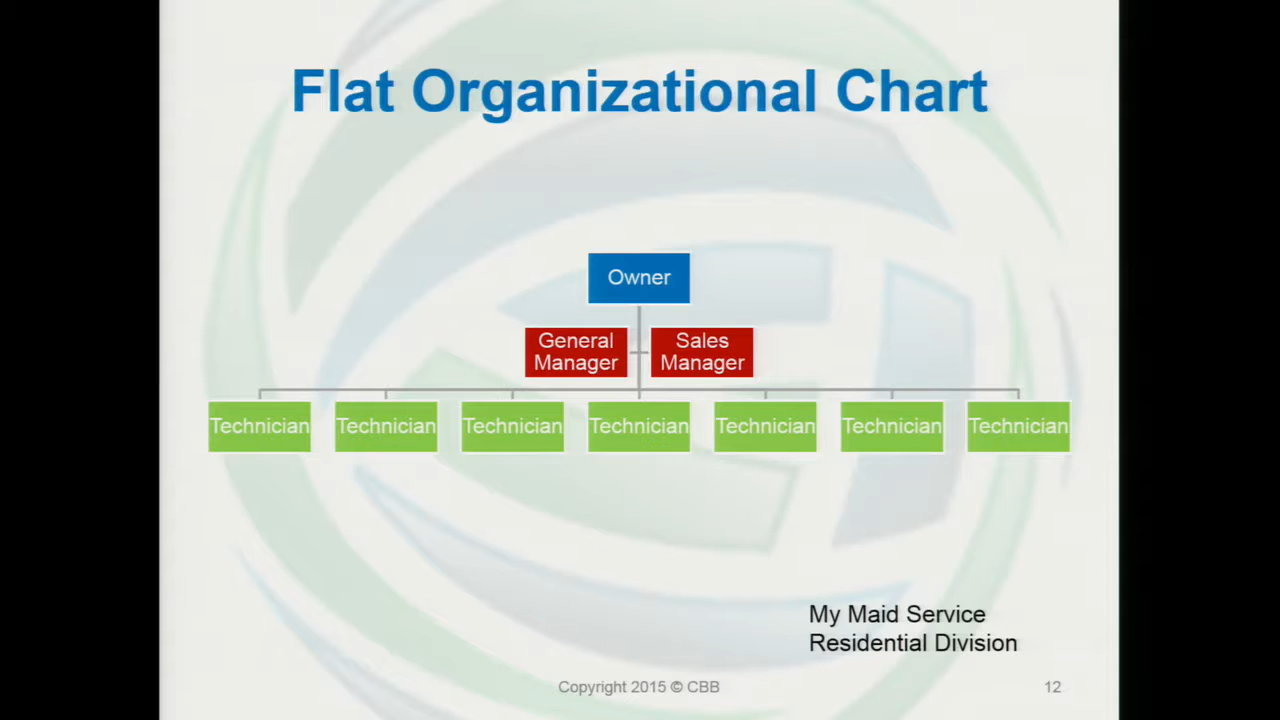 Flat Organizational Chart
Owner
General
Manager
Sales
Manager
Technician
Technician
Technician
Technician
Technician
Technician
Technician
My Maid Service
Residential Division
Copyright 2015 © CBB
12